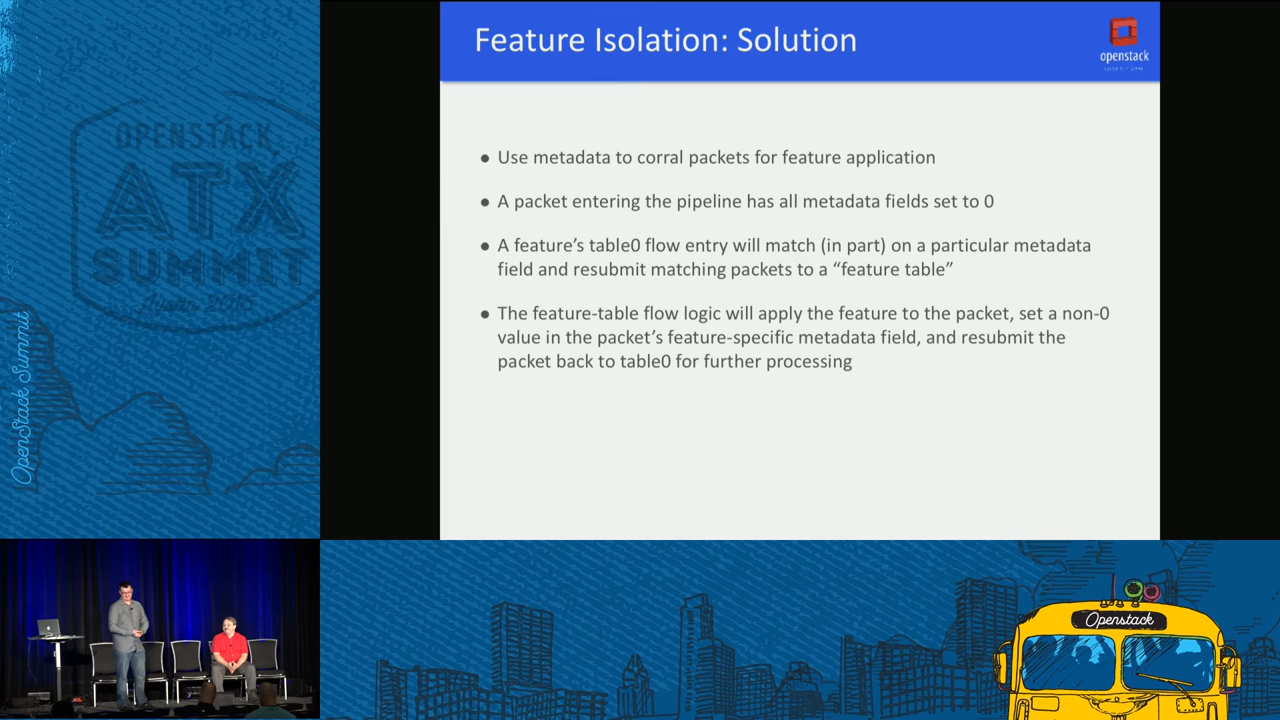 Feature Isolation: Solution
openstack
● Use metadata to corral packets for feature application
● A packet entering the pipeline has all metadata fields set to 0
● A feature’s table0 flow entry will match (in part) on a particular metadata
field and resubmit matching packets to a “feature table”
● The feature-table flow logic will apply the feature to the packet, set a non-0
value in the packet’s feature-specific metadata field, and resubmit the
packet back to table0 for further processing
OPENSTACK
ATX
SUMMIT
Austin 2016
OpenStack Summit
Openstack